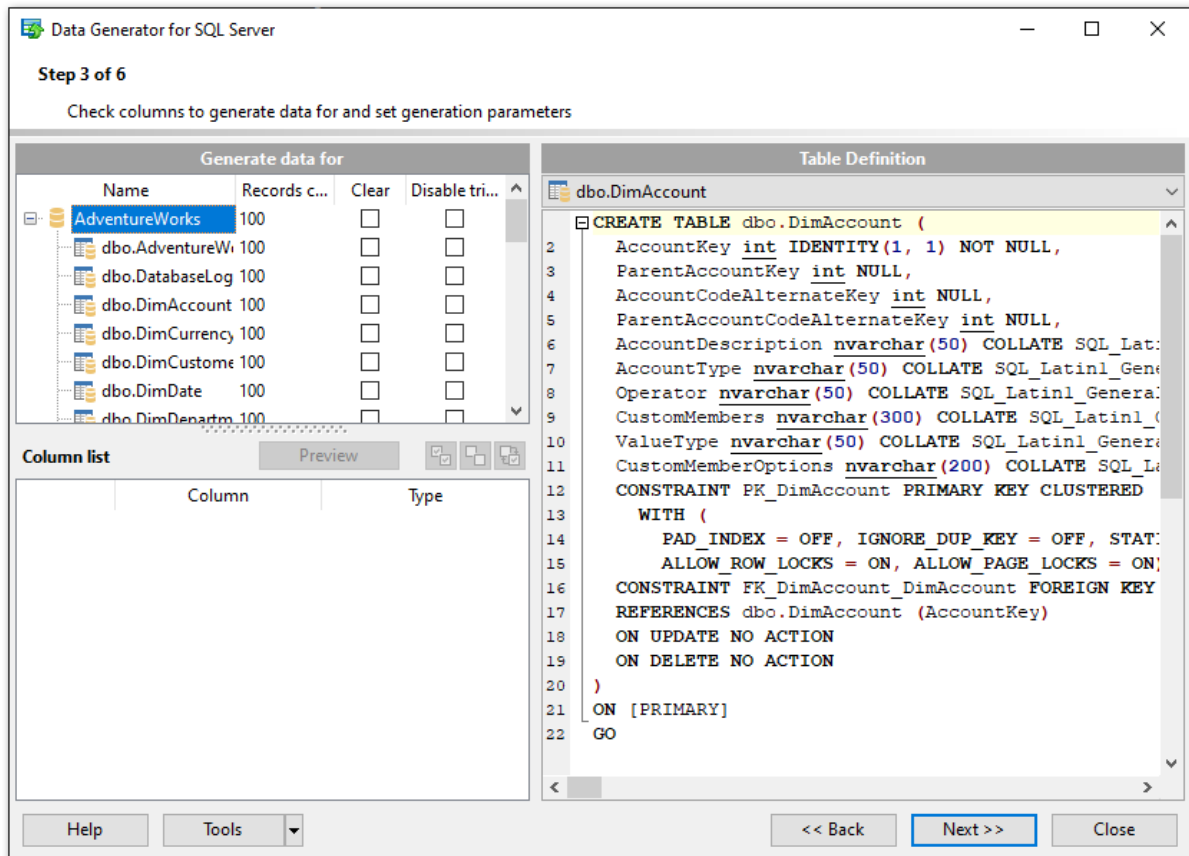 Data Generator for SQL Server
Step 3 of 6
Check columns to generate data for and set generation parameters
Generate data for
Name Records c... Clear Disable tri...
AdventureWorks 100
dbo.AdventureW 100
dbo.DatabaseLog 100
dbo.DimAccount 100
dbo.DimCurrency 100
dbo.DimCustome 100
dbo.DimDate 100
dbo.DimDepartm 100
Column list Preview
Column Type
Table Definition
dbo.DimAccount
CREATE TABLE dbo.DimAccount (
2 AccountKey int IDENTITY(1, 1) NOT NULL,
3 ParentAccountKey int NULL,
4 AccountCodeAlternateKey int NULL,
5 ParentAccountCodeAlternateKey int NULL,
6 AccountDescription nvarchar(50) COLLATE SQL_Lat
7 AccountType nvarchar(50) COLLATE SQL_Latin1_Gen
8 Operator nvarchar(50) COLLATE SQL_Latin1_General
9 CustomMembers nvarchar(300) COLLATE SQL_Latin1_
10 ValueType nvarchar(50) COLLATE SQL_Latin1_Genera
11 CustomMemberOptions nvarchar(200) COLLATE SQL_La
12 CONSTRAINT PK_DimAccount PRIMARY KEY CLUSTERED
13 WITH (
14 PAD_INDEX = OFF, IGNORE_DUP_KEY = OFF, STAT
15 ALLOW_ROW_LOCKS = ON, ALLOW_PAGE_LOCKS = ON)
16 CONSTRAINT FK_DimAccount_DimAccount FOREIGN KEY
17 REFERENCES dbo.DimAccount (AccountKey)
18 ON UPDATE NO ACTION
19 ON DELETE NO ACTION
20 )
21 ON [PRIMARY]
22 GO
Help Tools << Back Next >> Close